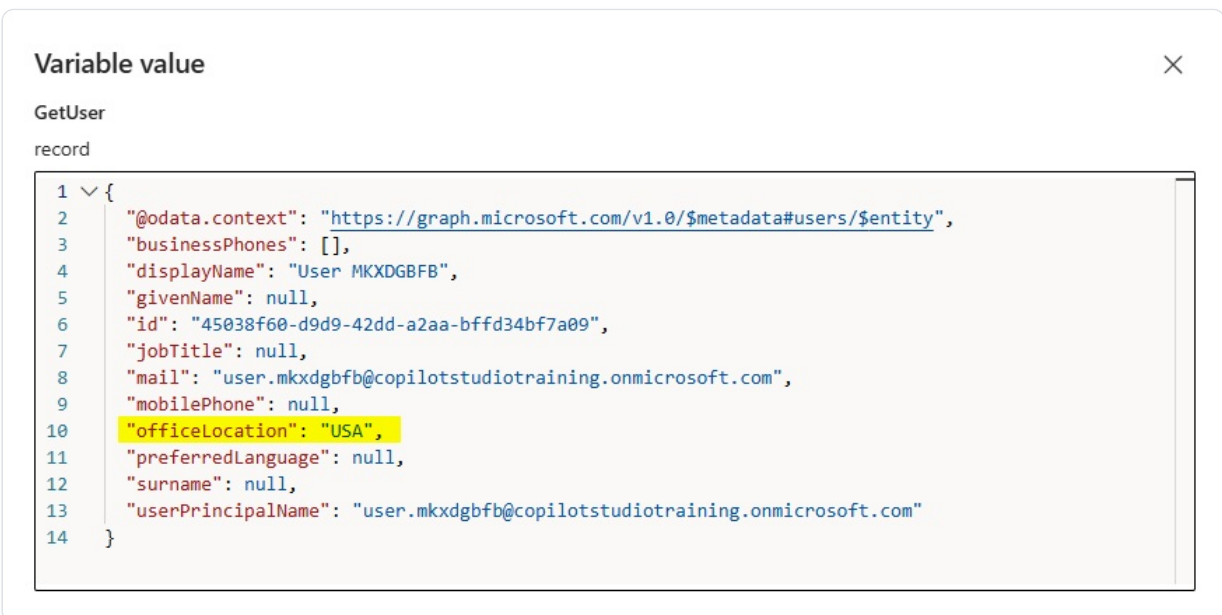 Variable value
GetUser
record
1 {
2 "@odata.context": "https://graph.microsoft.com/v1.0/$metadata#users/$entity",
3 "businessPhones": [],
4 "displayName": "User MKXDGBFB",
5 "givenName": null,
6 "id": "45038f60-d9d9-42dd-a2aa-bffd34bf7a09",
7 "jobTitle": null,
8 "mail": "user.mkxdgbfb@copilotstudiotraining.onmicrosoft.com",
9 "mobilePhone": null,
10 "officeLocation": "USA",
11 "preferredLanguage": null,
12 "surname": null,
13 "userPrincipalName": "user.mkxdgbfb@copilotstudiotraining.onmicrosoft.com"
14 }